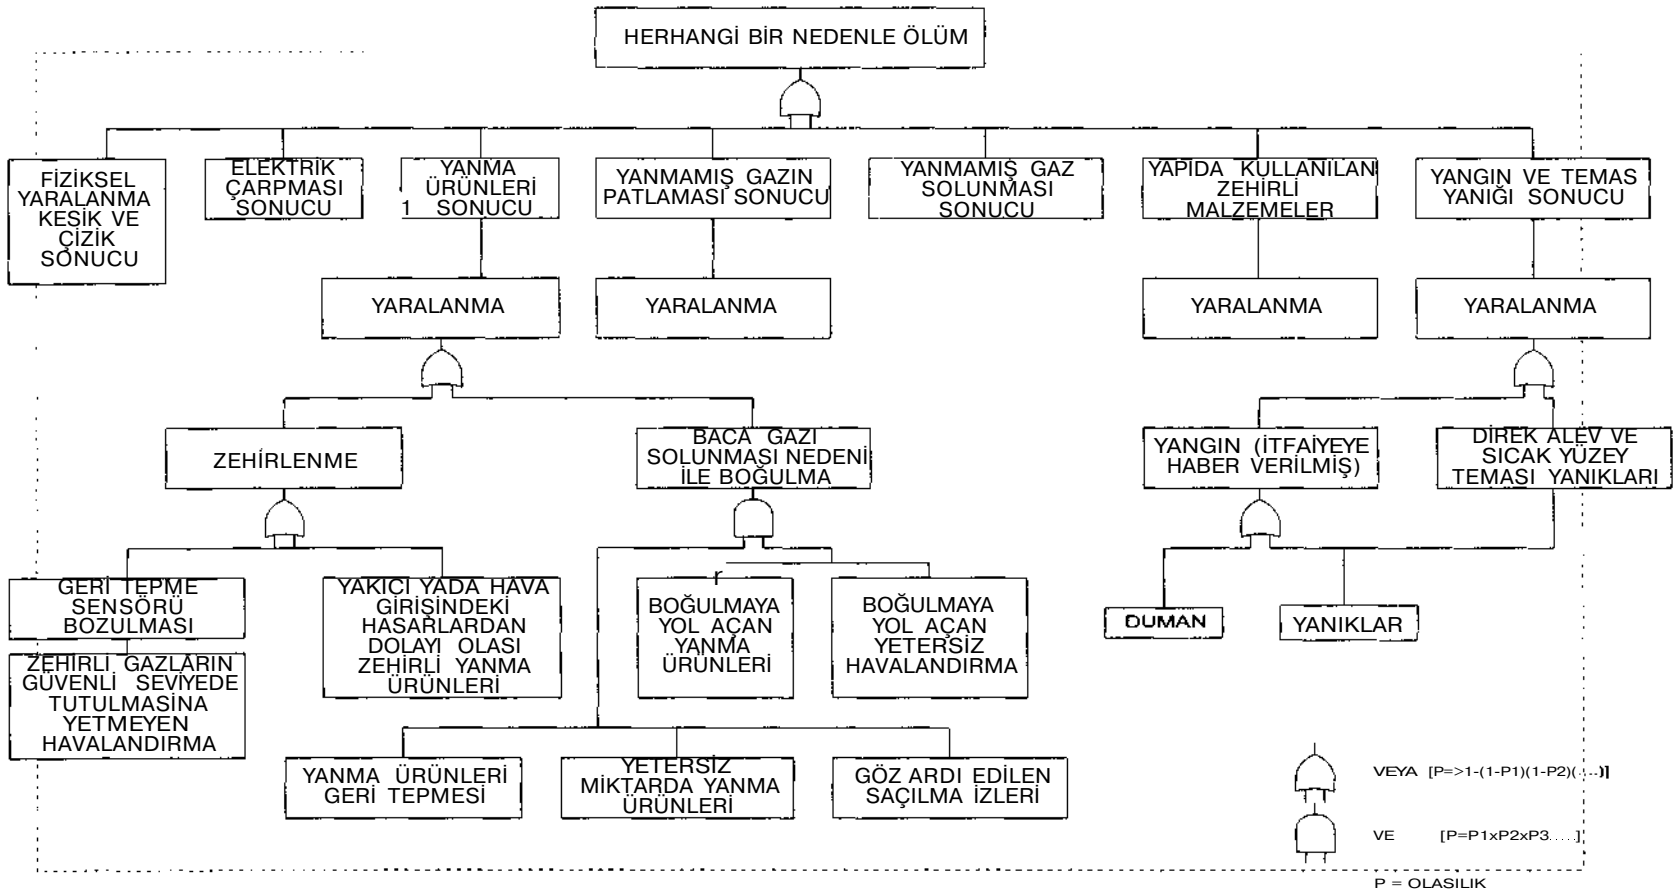 HERHANGİ BİR NEDENLE ÖLÜM
FİZİKSEL
YARALANMA
KESİK VE
ÇİZİK
SONUCU
ELEKTRİK
ÇARPMASI
SONUCU
YANMA
ÜRÜNLERİ
1 SONUCU
YANMAMIŞ GAZIN
PATLAMASI SONUCU
YANMAMIŞ GAZ
SOLUNMASI
SONUCU
YAPIDA KULLANILAN
ZEHİRLİ
MALZEMELER
YANGIN VE TEMAS
YANIĞI SONUCU
YARALANMA
YARALANMA
YARALANMA
YARALANMA
ZEHİRLENME
BACA GAZI
SOLUNMASI NEDENİ
İLE BOĞULMA
YANGIN (İTFAİYEYE
HABER VERİLMİŞ)
DİREK ALEV VE
SICAK YÜZEY
TEMASI YANIKLARI
GERİ TEPME
SENSÖRÜ
BOZULMASI
ZEHİRLİ GAZLARIN
GÜVENLİ SEVİYEDE
TUTULMASİNA
YETMEYEN
HAVALANDIRMA
YAKICI YADA HAVA
GİRİŞİNDEKİ
HASARLARDAN
DOLAYI OLASI
ZEHİRLİ YANMA
ÜRÜNLERİ
r
BOĞULMAYA
YOL AÇAN
YANMA
ÜRÜNLERİ
BOĞULMAYA
YOL AÇAN
YETERSİZ
HAVALANDIRMA
DUMAN
YANIKLAR
YANMA ÜRÜNLERİ
GERİ TEPMESİ
YETERSİZ
MİKTARDA YANMA
ÜRÜNLERİ
GÖZ ARDI EDİLEN
SAÇILMA İZLERİ
VEYA [P=>1-(1-P1)(1-P2)(....)]
VE [P=P1xP2xP3.....]
P = OLASILIK